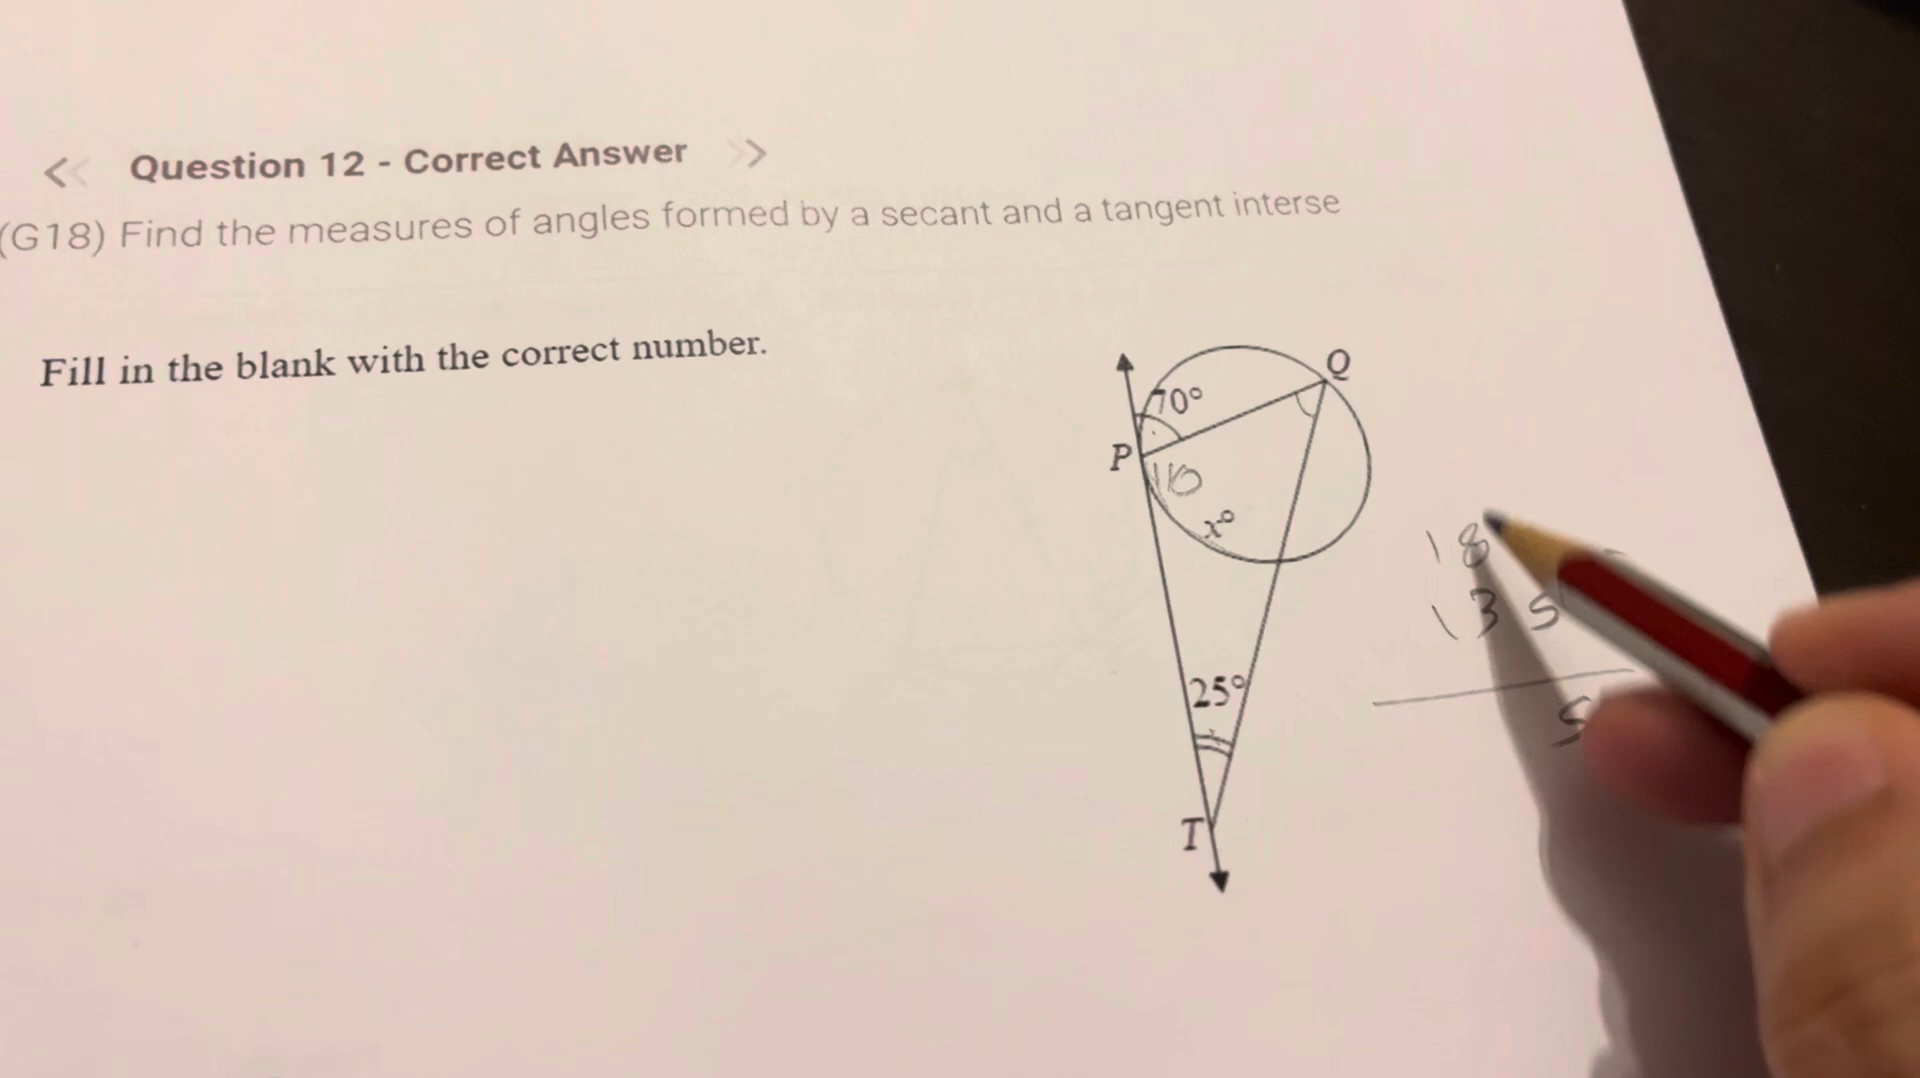 << Question 12 - Correct Answer >>
(G18) Find the measures of angles formed by a secant and a tangent interse
Fill in the blank with the correct number.
Q
70°
P
110
x°
18
135
5
25°
T